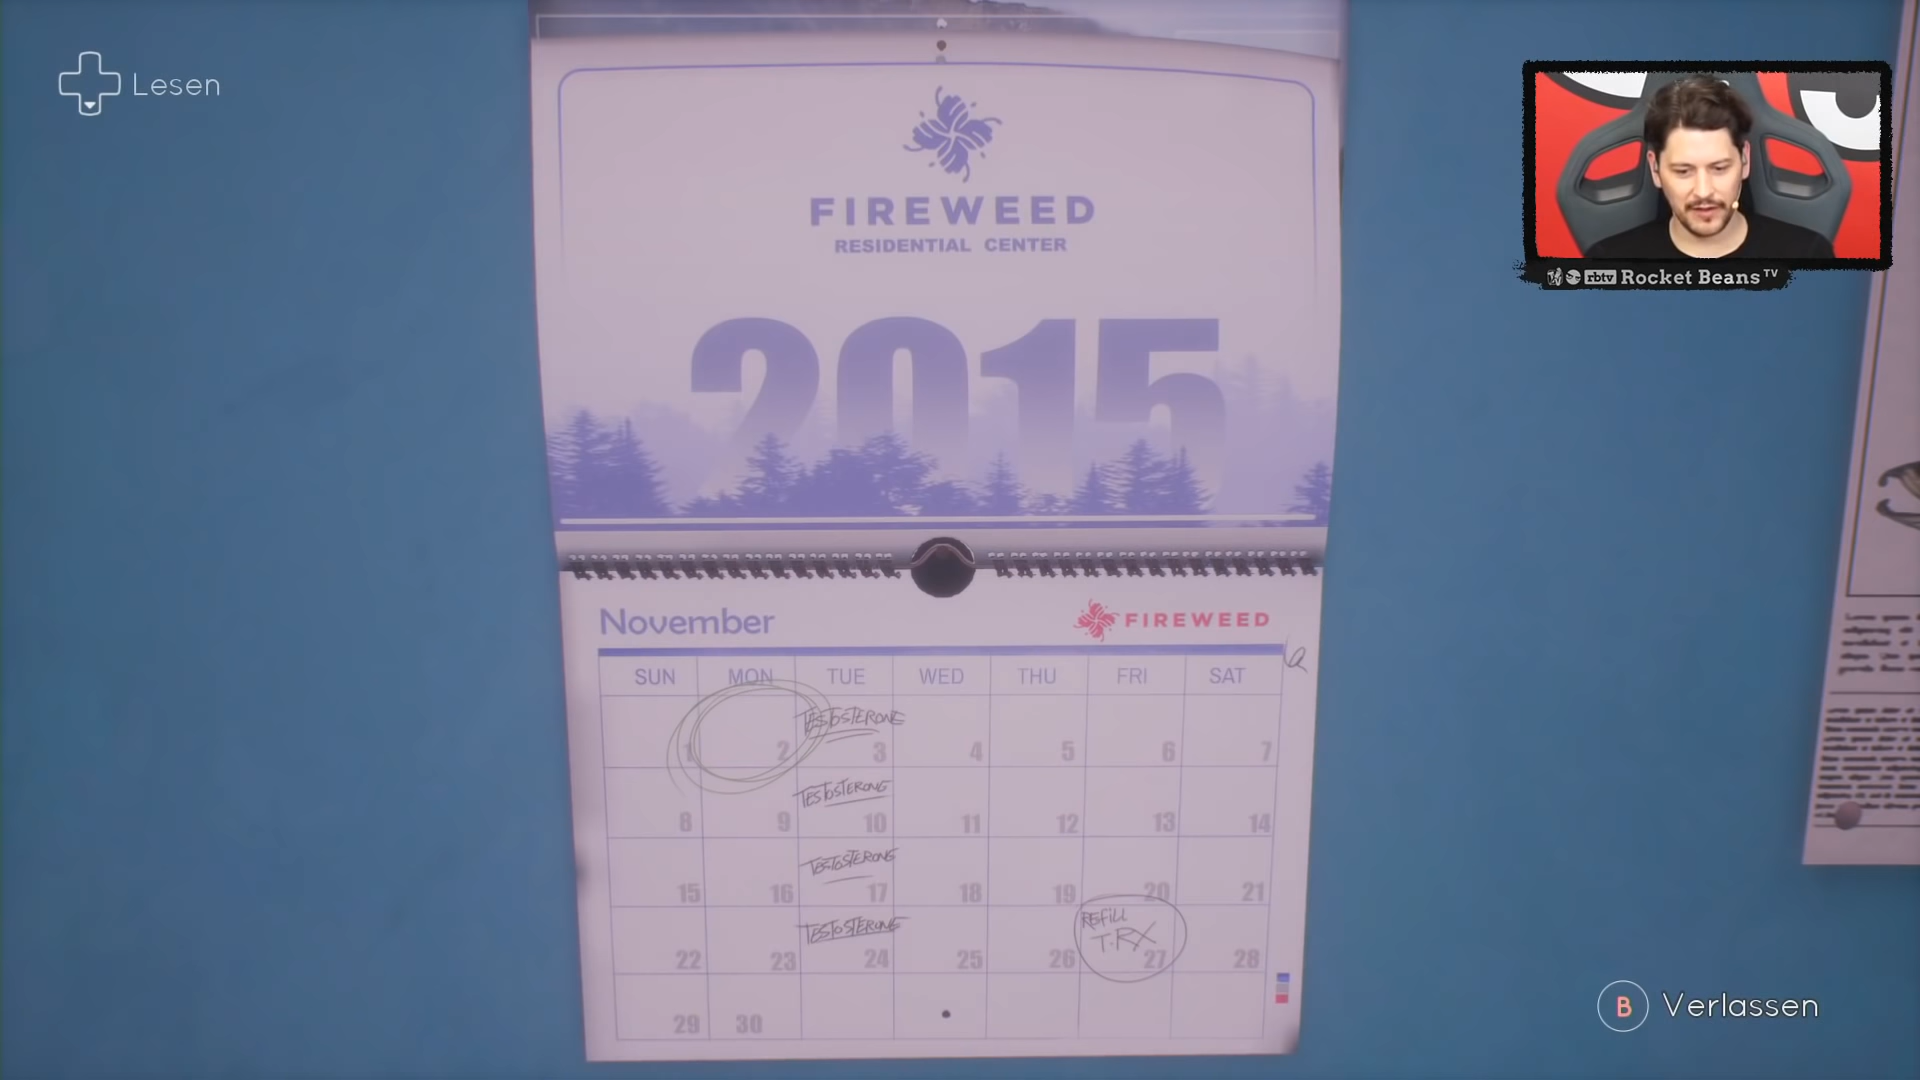 Lesen
FIREWEED
RESIDENTIAL CENTER
2015
rbtv Rocket Beans TV
November
FIREWEED
SUN MON TUE WED THU FRI SAT
TESTOSTERONE
1 2 3 4 5 6 7
TESTOSTERONE
8 9 10 11 12 13 14
TESTOSTERONE
15 16 17 18 19 20 21
TESTOSTERONE
REFILL
T·RX
22 23 24 25 26 27 28
29 30
B Verlassen